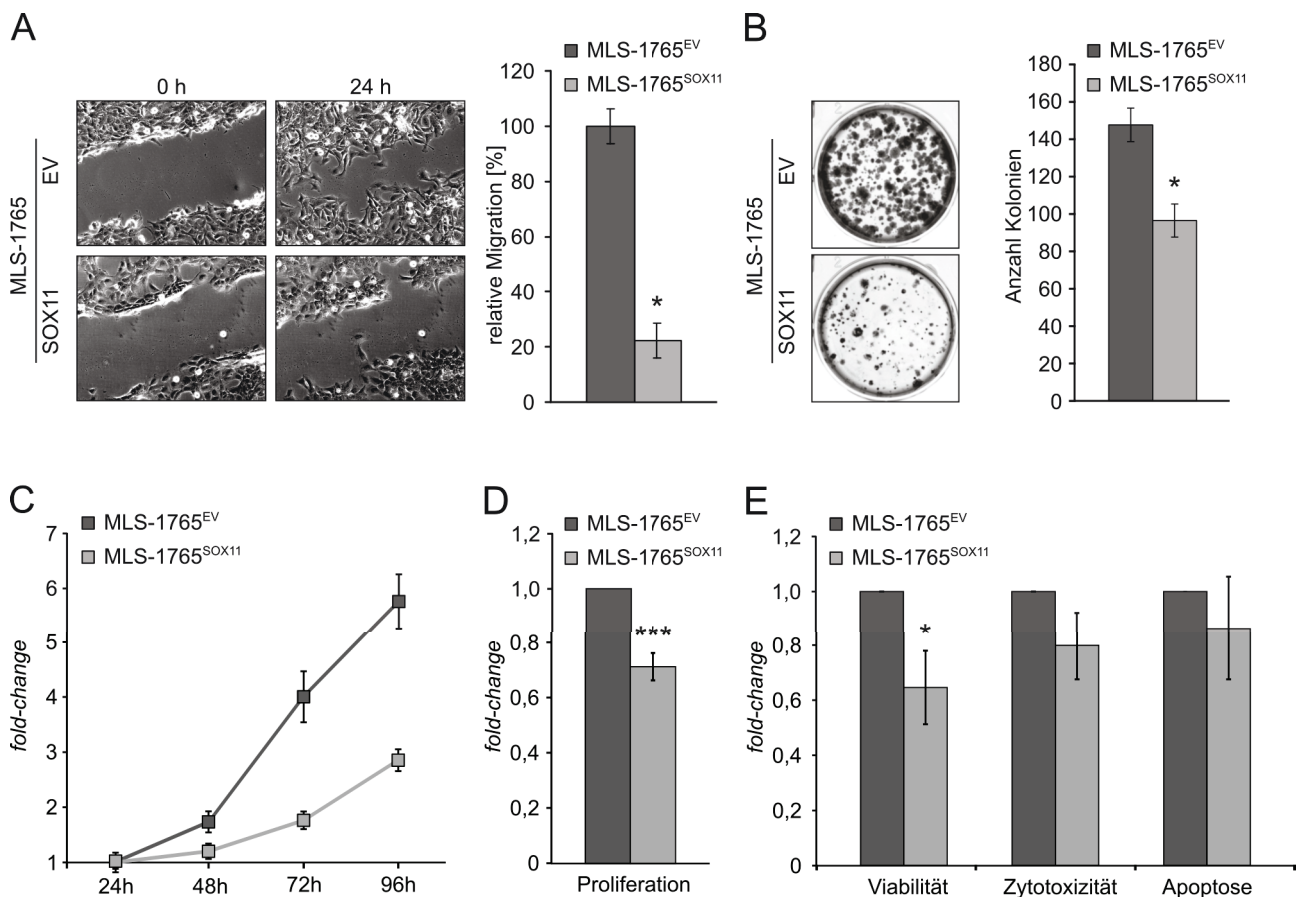 A
0 h
24 h
MLS-1765
EV
SOX11
relative Migration [%]
120
100
80
60
40
20
0
MLS-1765EV
MLS-1765SOX11
*
B
MLS-1765
EV
SOX11
Anzahl Kolonien
180
160
140
120
100
80
60
40
20
0
MLS-1765EV
MLS-1765SOX11
*
C
MLS-1765EV
MLS-1765SOX11
fold-change
7
6
5
4
3
2
1
24h 48h 72h 96h
D
MLS-1765EV
MLS-1765SOX11
fold-change
1,2
1,0
0,8
0,6
0,4
0,2
0
***
Proliferation
E
MLS-1765EV
MLS-1765SOX11
fold-change
1,2
1,0
0,8
0,6
0,4
0,2
0
*
Viabilität Zytotoxizität Apoptose